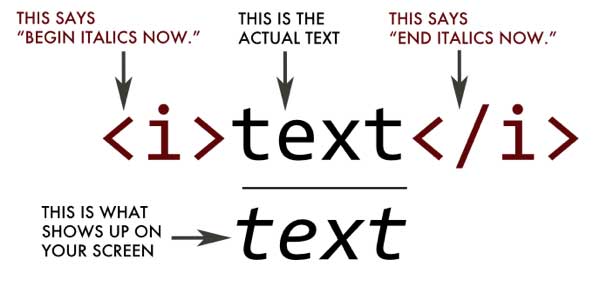 THIS SAYS
“BEGIN ITALICS NOW.”
THIS IS THE
ACTUAL TEXT
THIS SAYS
“END ITALICS NOW.”
<i>text</i>
THIS IS WHAT
SHOWS UP ON
YOUR SCREEN
text